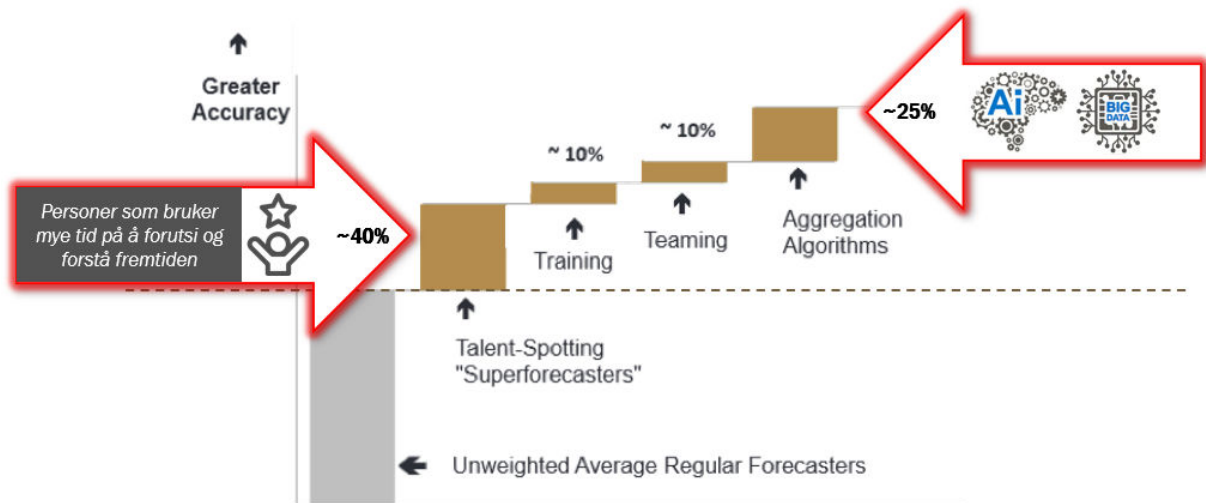 Greater
Accuracy
~ 10%
~ 10%
~25%
Ai
BIG
DATA
Personer som bruker
mye tid på å forutsi og
forstå fremtiden
~40%
Training
Teaming
Aggregation
Algorithms
Talent-Spotting
"Superforecasters"
Unweighted Average Regular Forecasters